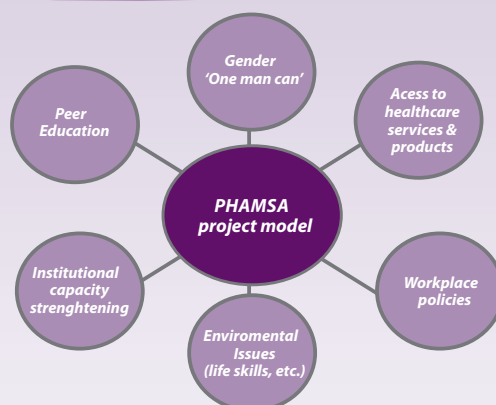 Gender
‘One man can’
Acess to
healthcare
services &
products
Peer
Education
PHAMSA
project model
Institutional
capacity
strenghtening
Workplace
policies
Enviromental
Issues
(life skills, etc.)